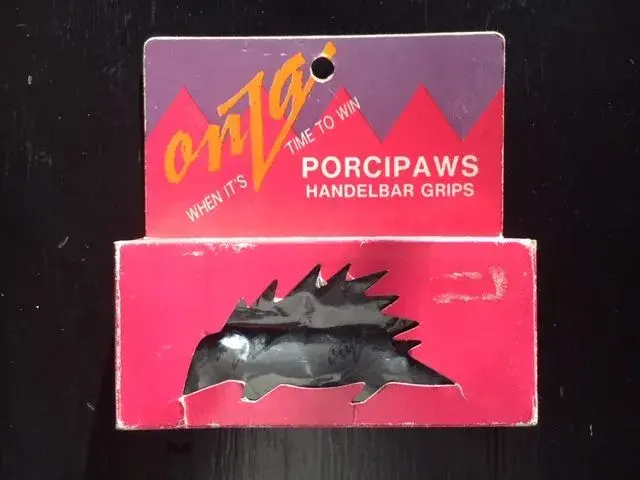 onza
WHEN IT'S TIME TO WIN
PORCIPAWS
HANDELBAR GRIPS